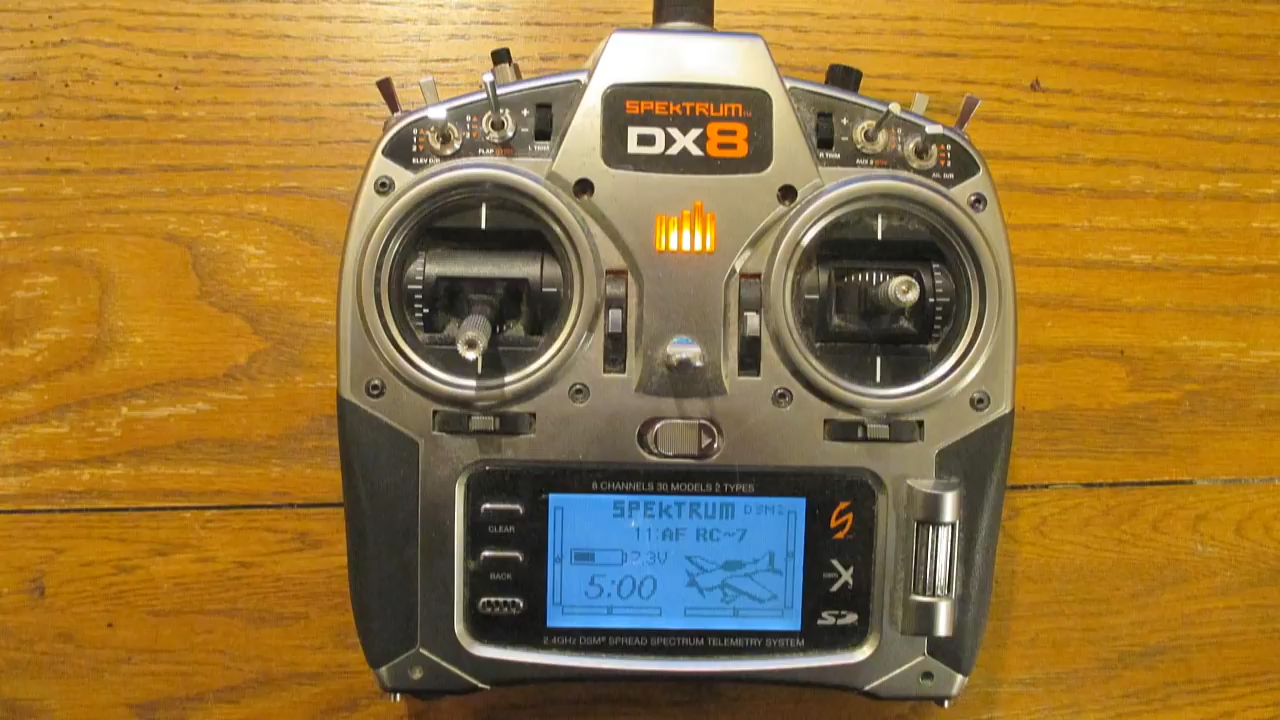 SPEKTRUM
DX8
ELEV D/R
FLAP
L TRIM
R TRIM
AUX 2
AIL D/R
8 CHANNELS 30 MODELS 2 TYPES
SPEKTRUM DSM2
11:AF RC~7
5:00
CLEAR
BACK
X
SD
2.4GHz DSM® SPREAD SPECTRUM TELEMETRY SYSTEM